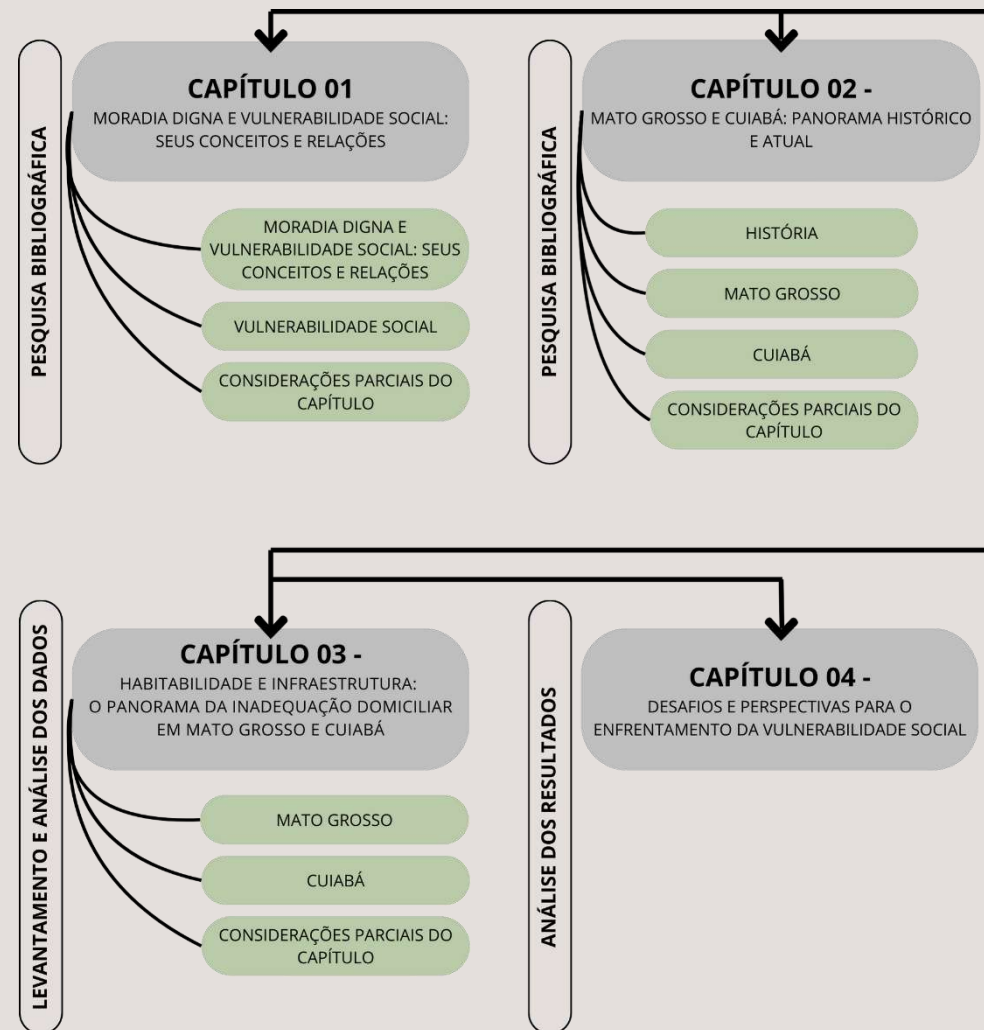 PESQUISA BIBLIOGRÁFICA
CAPÍTULO 01
MORADIA DIGNA E VULNERABILIDADE SOCIAL:
SEUS CONCEITOS E RELAÇÕES
MORADIA DIGNA E
VULNERABILIDADE SOCIAL: SEUS
CONCEITOS E RELAÇÕES
VULNERABILIDADE SOCIAL
CONSIDERAÇÕES PARCIAIS DO
CAPÍTULO
PESQUISA BIBLIOGRÁFICA
CAPÍTULO 02 -
MATO GROSSO E CUIABÁ: PANORAMA HISTÓRICO
E ATUAL
HISTÓRIA
MATO GROSSO
CUIABÁ
CONSIDERAÇÕES PARCIAIS DO
CAPÍTULO
LEVANTAMENTO E ANÁLISE DOS DADOS
CAPÍTULO 03 -
HABITABILIDADE E INFRAESTRUTURA:
O PANORAMA DA INADEQUAÇÃO DOMICILIAR
EM MATO GROSSO E CUIABÁ
MATO GROSSO
CUIABÁ
CONSIDERAÇÕES PARCIAIS DO
CAPÍTULO
ANÁLISE DOS RESULTADOS
CAPÍTULO 04 -
DESAFIOS E PERSPECTIVAS PARA O
ENFRENTAMENTO DA VULNERABILIDADE SOCIAL